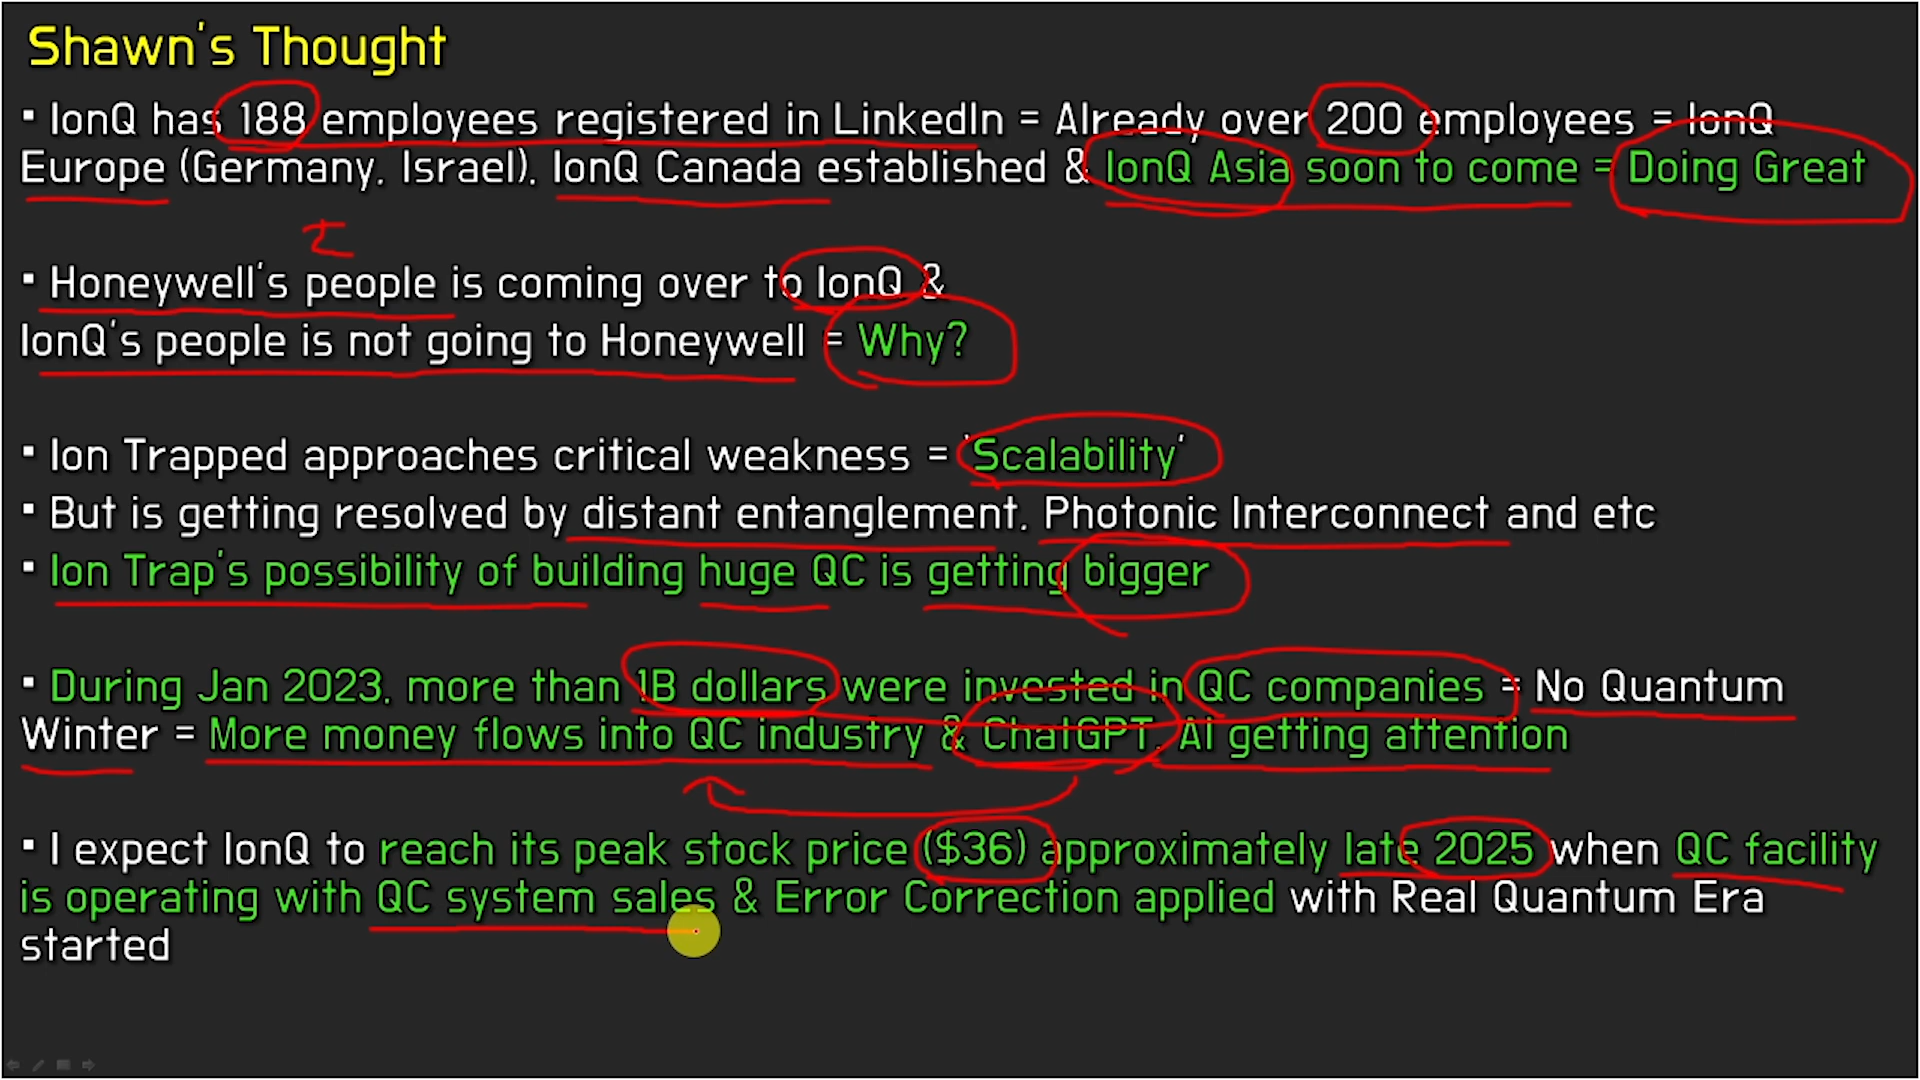 Shawn's Thought
▪ IonQ has 188 employees registered in LinkedIn = Already over 200 employees = IonQ
Europe (Germany, Israel), IonQ Canada established & IonQ Asia soon to come = Doing Great
▪ Honeywell's people is coming over to IonQ &
IonQ's people is not going to Honeywell = Why?
▪ Ion Trapped approaches critical weakness = 'Scalability'
▪ But is getting resolved by distant entanglement, Photonic Interconnect and etc
▪ Ion Trap's possibility of building huge QC is getting bigger
▪ During Jan 2023, more than 1B dollars were invested in QC companies = No Quantum
Winter = More money flows into QC industry & ChatGPT, AI getting attention
▪ I expect IonQ to reach its peak stock price ($36) approximately late 2025 when QC facility
is operating with QC system sales & Error Correction applied with Real Quantum Era
started